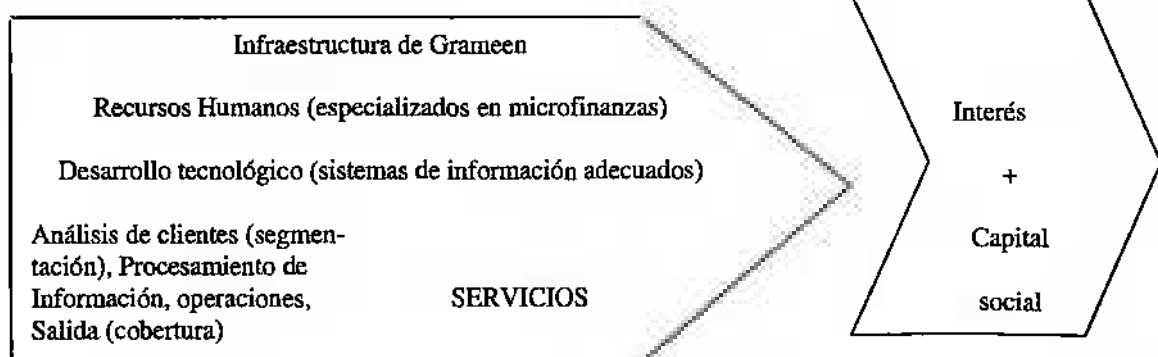 Infraestructura de Grameen
Recursos Humanos (especializados en microfinanzas)
Desarrollo tecnológico (sistemas de información adecuados)
Análisis de clientes (segmen-
tación), Procesamiento de
Información, operaciones,
Salida (cobertura)
SERVICIOS
Interés
+
Capital
social